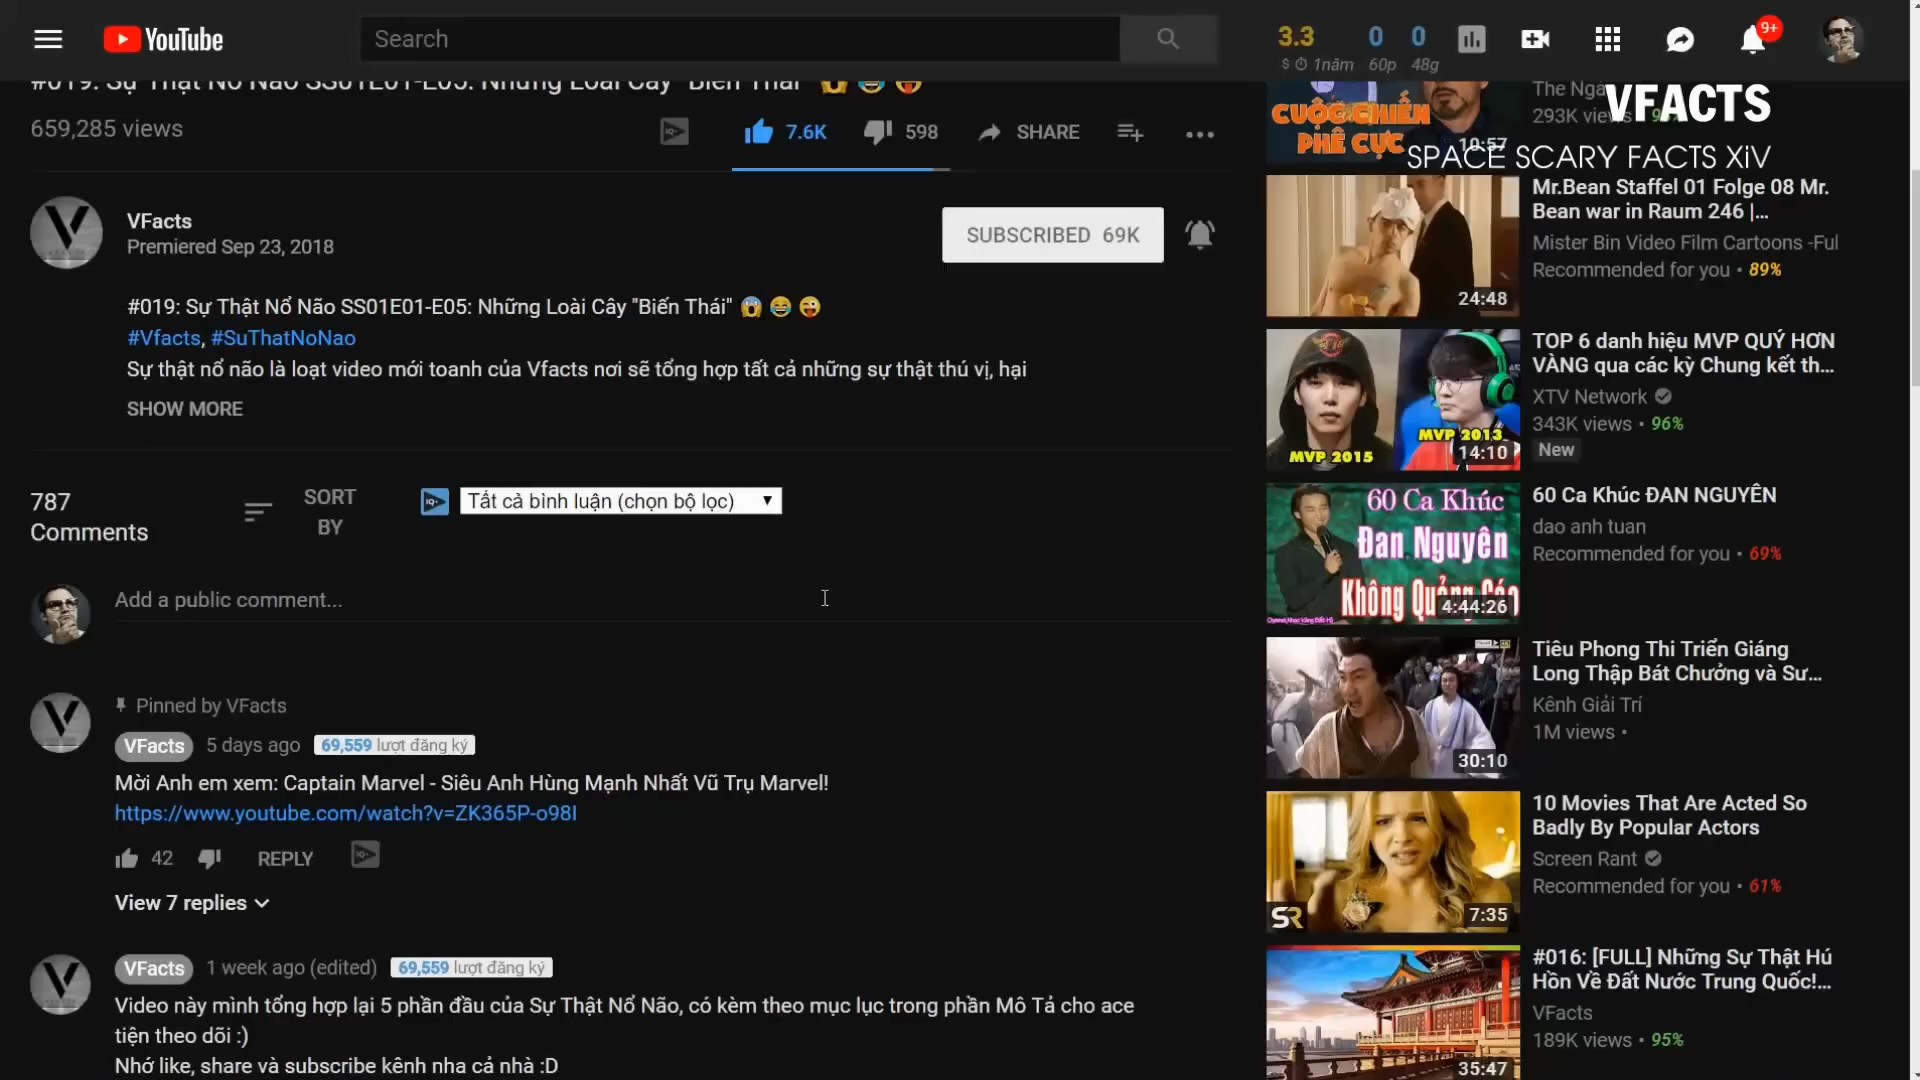 YouTube
Search
3.3
$ 1năm
0
60p
0
48g
9+
#019: Sự Thật Nổ Não SS01E01-E05: Những Loài Cây "Biến Thái"
659,285 views
7.6K
598
SHARE
VFacts
Premiered Sep 23, 2018
SUBSCRIBED 69K
#019: Sự Thật Nổ Não SS01E01-E05: Những Loài Cây "Biến Thái" 😱 😂 😜
#Vfacts, #SuThatNoNao
Sự thật nổ não là loạt video mới toanh của Vfacts nơi sẽ tổng hợp tất cả những sự thật thú vị, hại
SHOW MORE
787
Comments
SORT
BY
Tất cả bình luận (chọn bộ lọc)
Add a public comment...
Pinned by VFacts
VFacts 5 days ago 69,559 lượt đăng ký
Mời Anh em xem: Captain Marvel - Siêu Anh Hùng Mạnh Nhất Vũ Trụ Marvel!
https://www.youtube.com/watch?v=ZK365P-o98I
42
REPLY
View 7 replies
VFacts 1 week ago (edited) 69,559 lượt đăng ký
Video này mình tổng hợp lại 5 phần đầu của Sự Thật Nổ Não, có kèm theo mục lục trong phần Mô Tả cho ace
tiện theo dõi :)
Nhớ like, share và subscribe kênh nha cả nhà :D
CUỘC CHIẾN
PHÊ CỰC
10:57
The Nga
293K views
VFACTS
SPACE SCARY FACTS XiV
24:48
Mr.Bean Staffel 01 Folge 08 Mr.
Bean war in Raum 246 |...
Mister Bin Video Film Cartoons -Ful
Recommended for you • 89%
MVP 2015
MVP 2013
14:10
TOP 6 danh hiệu MVP QUÝ HƠN
VÀNG qua các kỳ Chung kết th...
XTV Network
343K views • 96%
New
60 Ca Khúc
Đan Nguyên
Không Quảng Cáo
4:44:26
60 Ca Khúc ĐAN NGUYÊN
dao anh tuan
Recommended for you • 69%
30:10
Tiêu Phong Thi Triển Giáng
Long Thập Bát Chưởng và Sư...
Kênh Giải Trí
1M views •
SR
7:35
10 Movies That Are Acted So
Badly By Popular Actors
Screen Rant
Recommended for you • 61%
35:47
#016: [FULL] Những Sự Thật Hú
Hồn Về Đất Nước Trung Quốc!...
VFacts
189K views • 95%